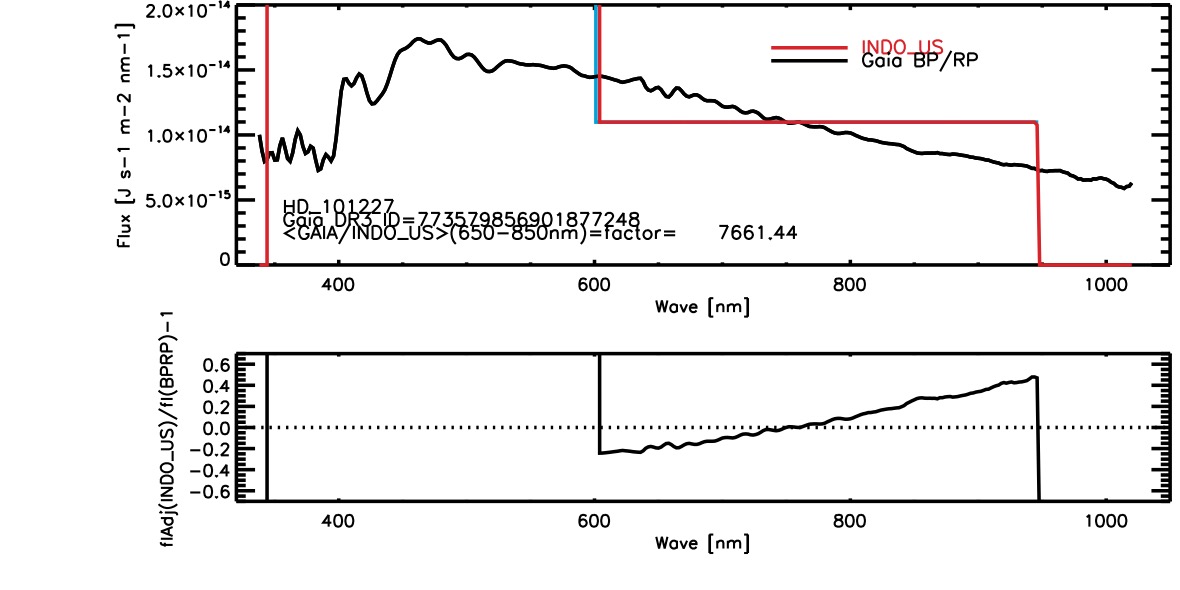 2.0×10−14
1.5×10−14
1.0×10−14
5.0×10−15
0
Flux [J s−1 m−2 nm−1]
INDO_US
Gaia BP/RP
HD_101227
Gaia DR3 ID=773579856901877248
<GAIA/INDO_US>(650−850nm)=factor= 7661.44
400 600 800 1000
Wave [nm]
flAdj(INDO_US)/fl(BPRP)−1
0.6
0.4
0.2
0.0
−0.2
−0.4
−0.6
400 600 800 1000
Wave [nm]